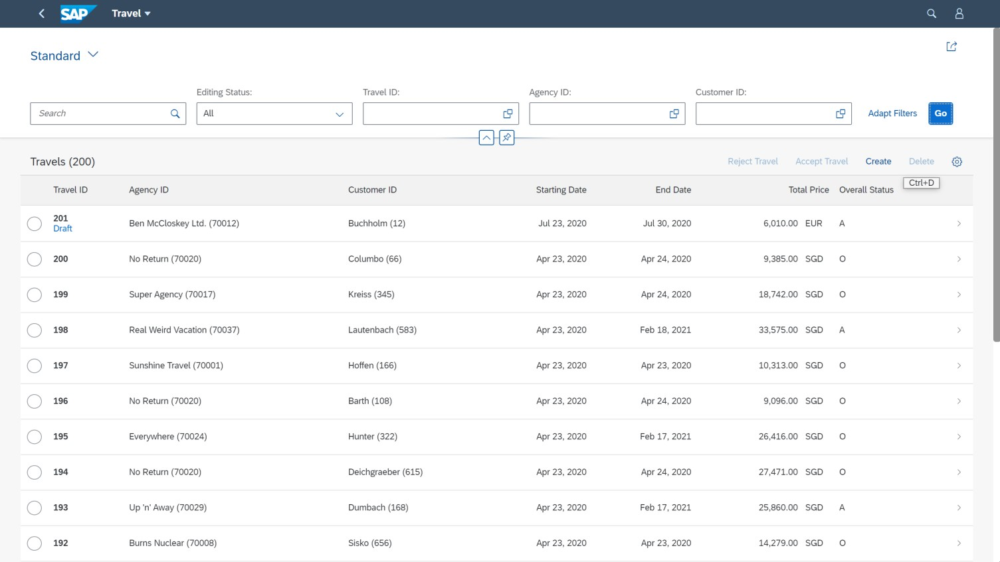 SAP Travel
Standard
Editing Status: Travel ID: Agency ID: Customer ID:
Search All Adapt Filters Go
Travels (200) Reject Travel Accept Travel Create Delete
Ctrl+D
Travel ID Agency ID Customer ID Starting Date End Date Total Price Overall Status
201 Ben McCloskey Ltd. (70012) Buchholm (12) Jul 23, 2020 Jul 30, 2020 6,010.00 EUR A
Draft
200 No Return (70020) Columbo (66) Apr 23, 2020 Apr 24, 2020 9,385.00 SGD O
199 Super Agency (70017) Kreiss (345) Apr 23, 2020 Apr 24, 2020 18,742.00 SGD O
198 Real Weird Vacation (70037) Lautenbach (583) Apr 23, 2020 Feb 18, 2021 33,575.00 SGD A
197 Sunshine Travel (70001) Hoffen (166) Apr 23, 2020 Apr 23, 2020 10,313.00 SGD O
196 No Return (70020) Barth (108) Apr 23, 2020 Apr 24, 2020 9,096.00 SGD O
195 Everywhere (70024) Hunter (322) Apr 23, 2020 Feb 17, 2021 26,416.00 SGD O
194 No Return (70020) Deichgraeber (615) Apr 23, 2020 Apr 24, 2020 27,471.00 SGD O
193 Up 'n' Away (70029) Dumbach (168) Apr 23, 2020 Feb 17, 2021 25,860.00 SGD A
192 Burns Nuclear (70008) Sisko (656) Apr 23, 2020 Apr 23, 2020 14,279.00 SGD O